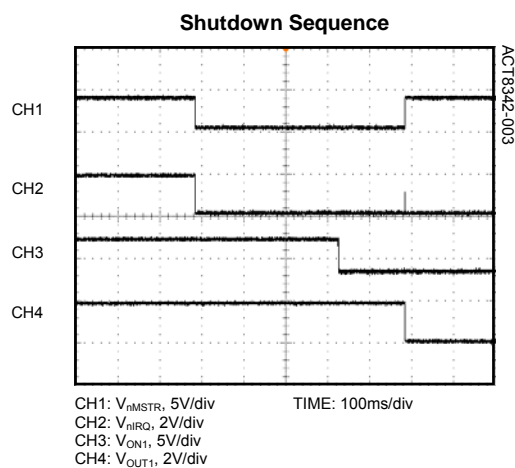 Shutdown Sequence
ACT8342-003
CH1
CH2
CH3
CH4
CH1: VnMSTR, 5V/div
TIME: 100ms/div
CH2: VnIRQ, 2V/div
CH3: VON1, 5V/div
CH4: VOUT1, 2V/div